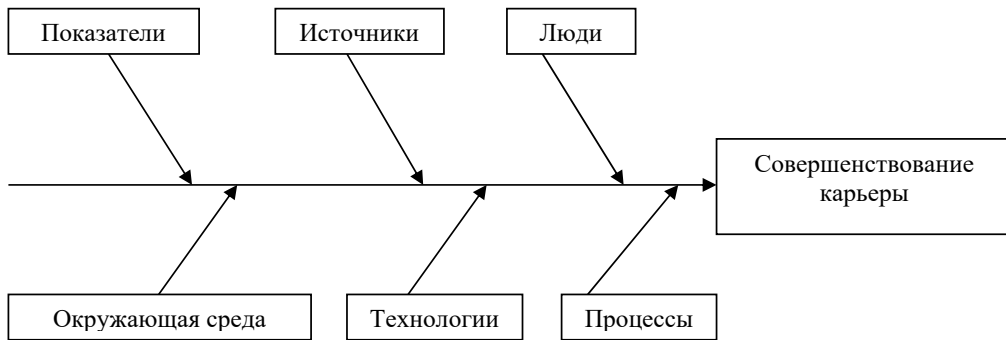 Показатели
Источники
Люди
Совершенствование
карьеры
Окружающая среда
Технологии
Процессы